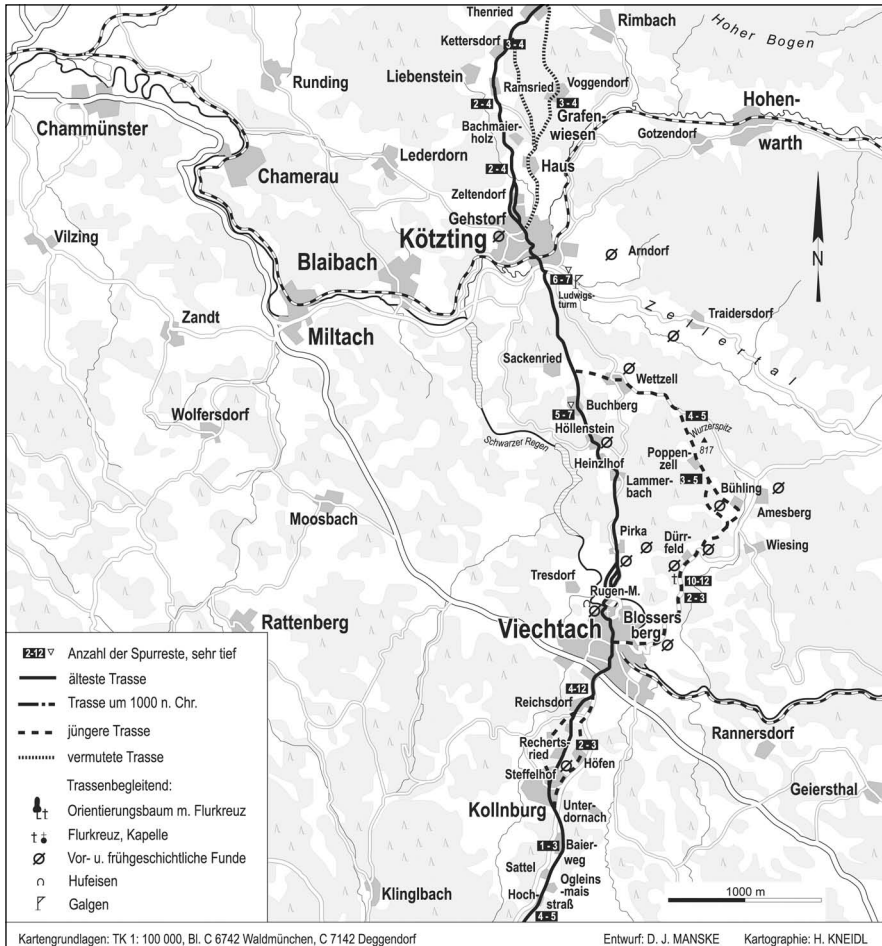 Thenried
Rimbach
Hoher Bogen
Kettersdorf
3-4
Liebenstein
Runding
Ramsried
Voggendorf
2-4
3-4
Grafen-
wiesen
Hohen-
warth
Chammünster
Bachmaier-
holz
Gotzendorf
Lederdorn
Haus
2-4
Chamerau
Zeltendorf
Gehstorf
Kötzting
Vilzing
Arndorf
N
Blaibach
6-7
Ludwigs-
turm
Zellertal
Traidersdorf
Zandt
Miltach
Sackenried
Wettzell
Wolfersdorf
5-7
Buchberg
4-5
Wurzerspitz
817
Höllenstein
Schwarzer Regen
Heinzlhof
Poppen-
zell
3-5
Lammer-
bach
Bühling
Amesberg
Moosbach
Pirka
Dürr-
feld
Wiesing
Tresdorf
10-12
2-3
Rugen-M.
Rattenberg
Viechtach
Blossers
berg
4-12
Reichsdorf
Rannersdorf
Recherts-
ried
2-3
Steffelhof
Höfen
Geiersthal
Kollnburg
Unter-
dornach
1-3
Baier-
weg
Sattel
Ogleins-
mais
Hoch-
straß
4-5
Klinglbach
1000 m
2-12 Anzahl der Spurreste, sehr tief
älteste Trasse
Trasse um 1000 n. Chr.
jüngere Trasse
vermutete Trasse
Trassenbegleitend:
Orientierungsbaum m. Flurkreuz
Flurkreuz, Kapelle
Vor- u. frühgeschichtliche Funde
Hufeisen
Galgen
Kartengrundlagen: TK 1: 100 000, Bl. C 6742 Waldmünchen, C 7142 Deggendorf
Entwurf: D. J. MANSKE
Kartographie: H. KNEIDL